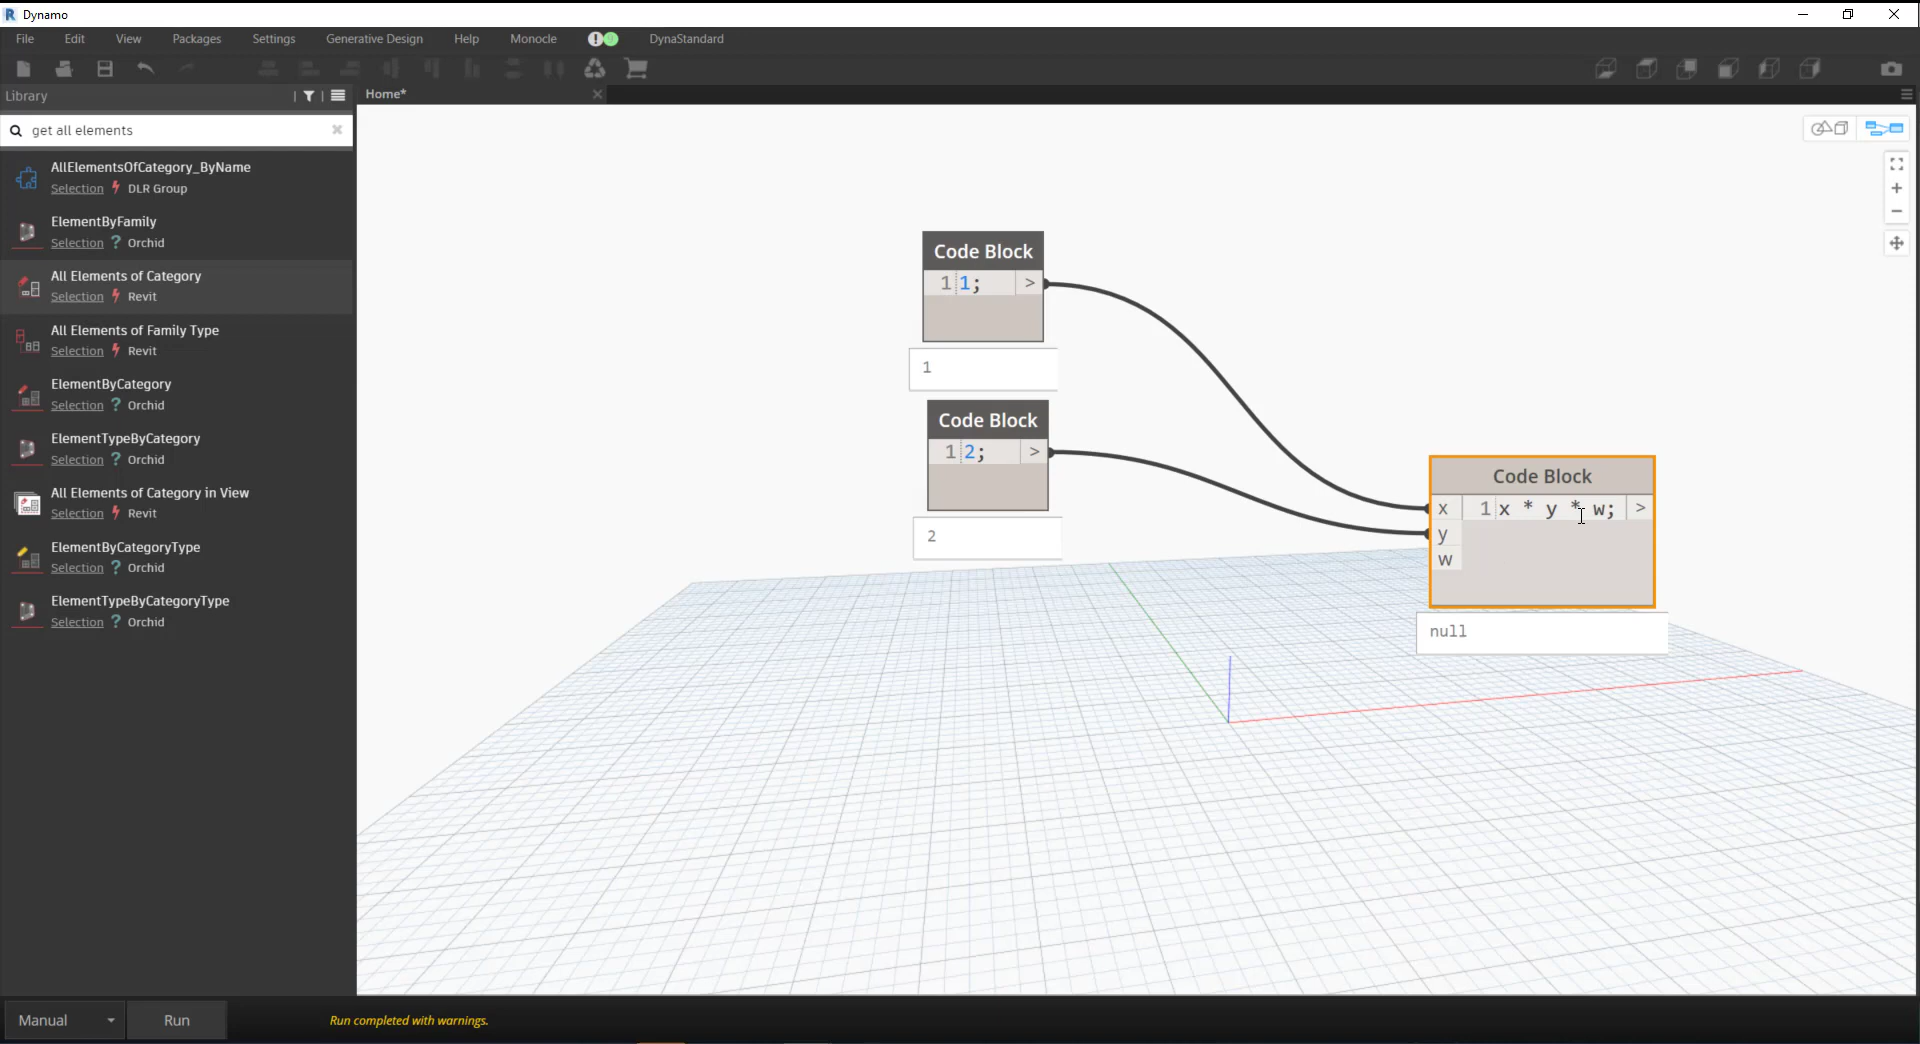 Dynamo
File Edit View Packages Settings Generative Design Help Monocle DynaStandard
Library
Home*
get all elements
AllElementsOfCategory_ByName
Selection DLR Group
ElementByFamily
Selection ? Orchid
All Elements of Category
Selection Revit
All Elements of Family Type
Selection Revit
ElementByCategory
Selection ? Orchid
ElementTypeByCategory
Selection ? Orchid
All Elements of Category in View
Selection Revit
ElementByCategoryType
Selection ? Orchid
ElementTypeByCategoryType
Selection ? Orchid
Code Block
1 1; >
1
Code Block
1 2; >
2
Code Block
x 1 x * y * w; >
y
w
null
Manual Run Run completed with warnings.